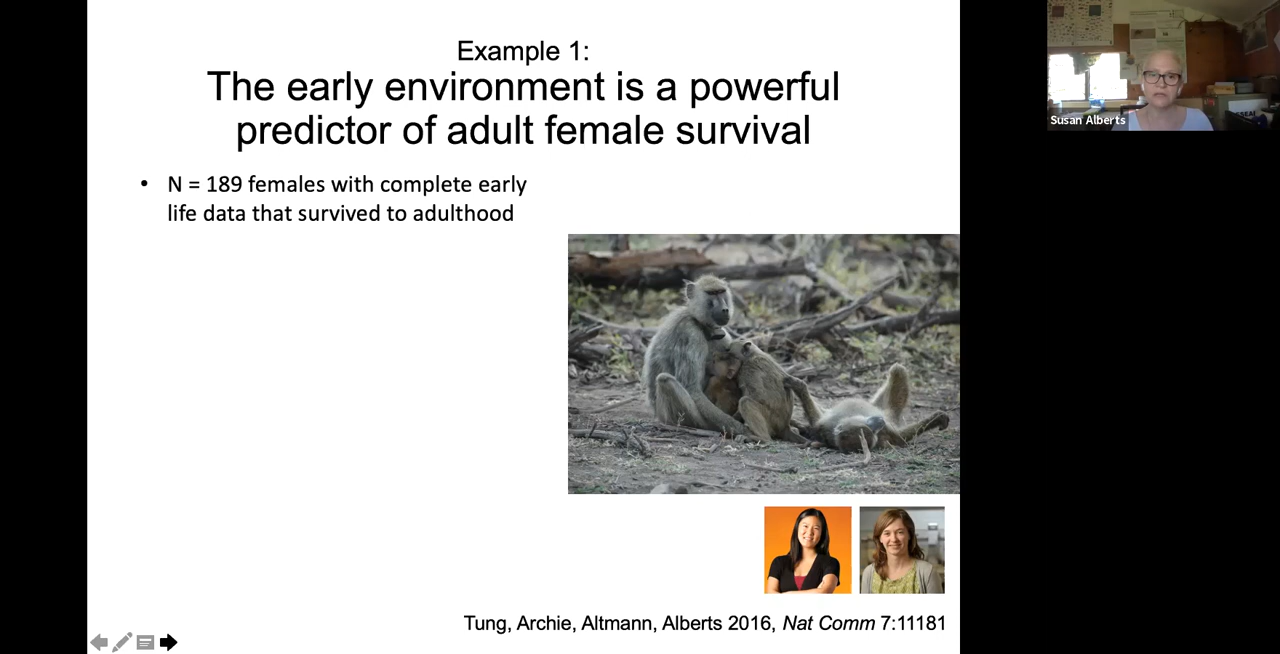 Example 1:
The early environment is a powerful
predictor of adult female survival
• N = 189 females with complete early
life data that survived to adulthood
Tung, Archie, Altmann, Alberts 2016, Nat Comm 7:11181
Susan Alberts